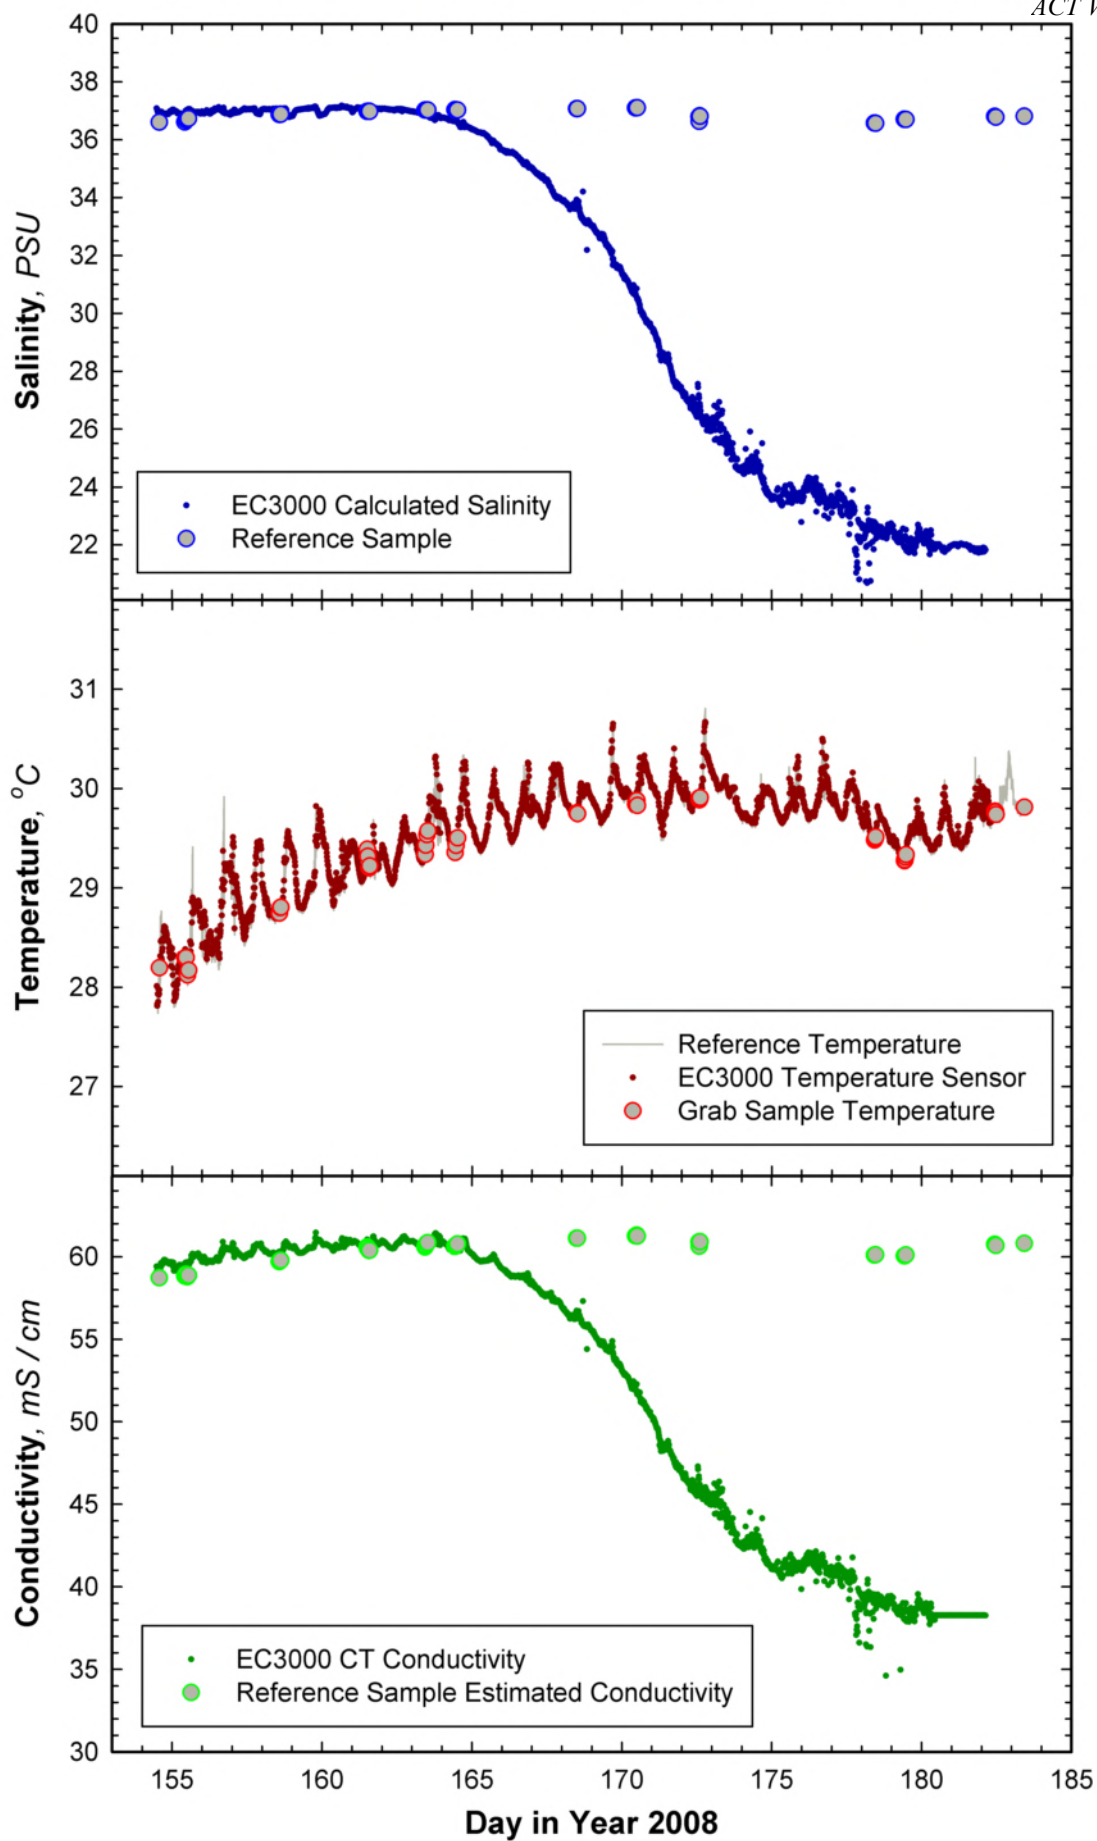 ACT V
40
38
36
34
32
30
28
26
24
22
Salinity, PSU
EC3000 Calculated Salinity
Reference Sample
31
30
29
28
27
Temperature, °C
Reference Temperature
EC3000 Temperature Sensor
Grab Sample Temperature
60
55
50
45
40
35
30
Conductivity, mS / cm
EC3000 CT Conductivity
Reference Sample Estimated Conductivity
155 160 165 170 175 180 185
Day in Year 2008